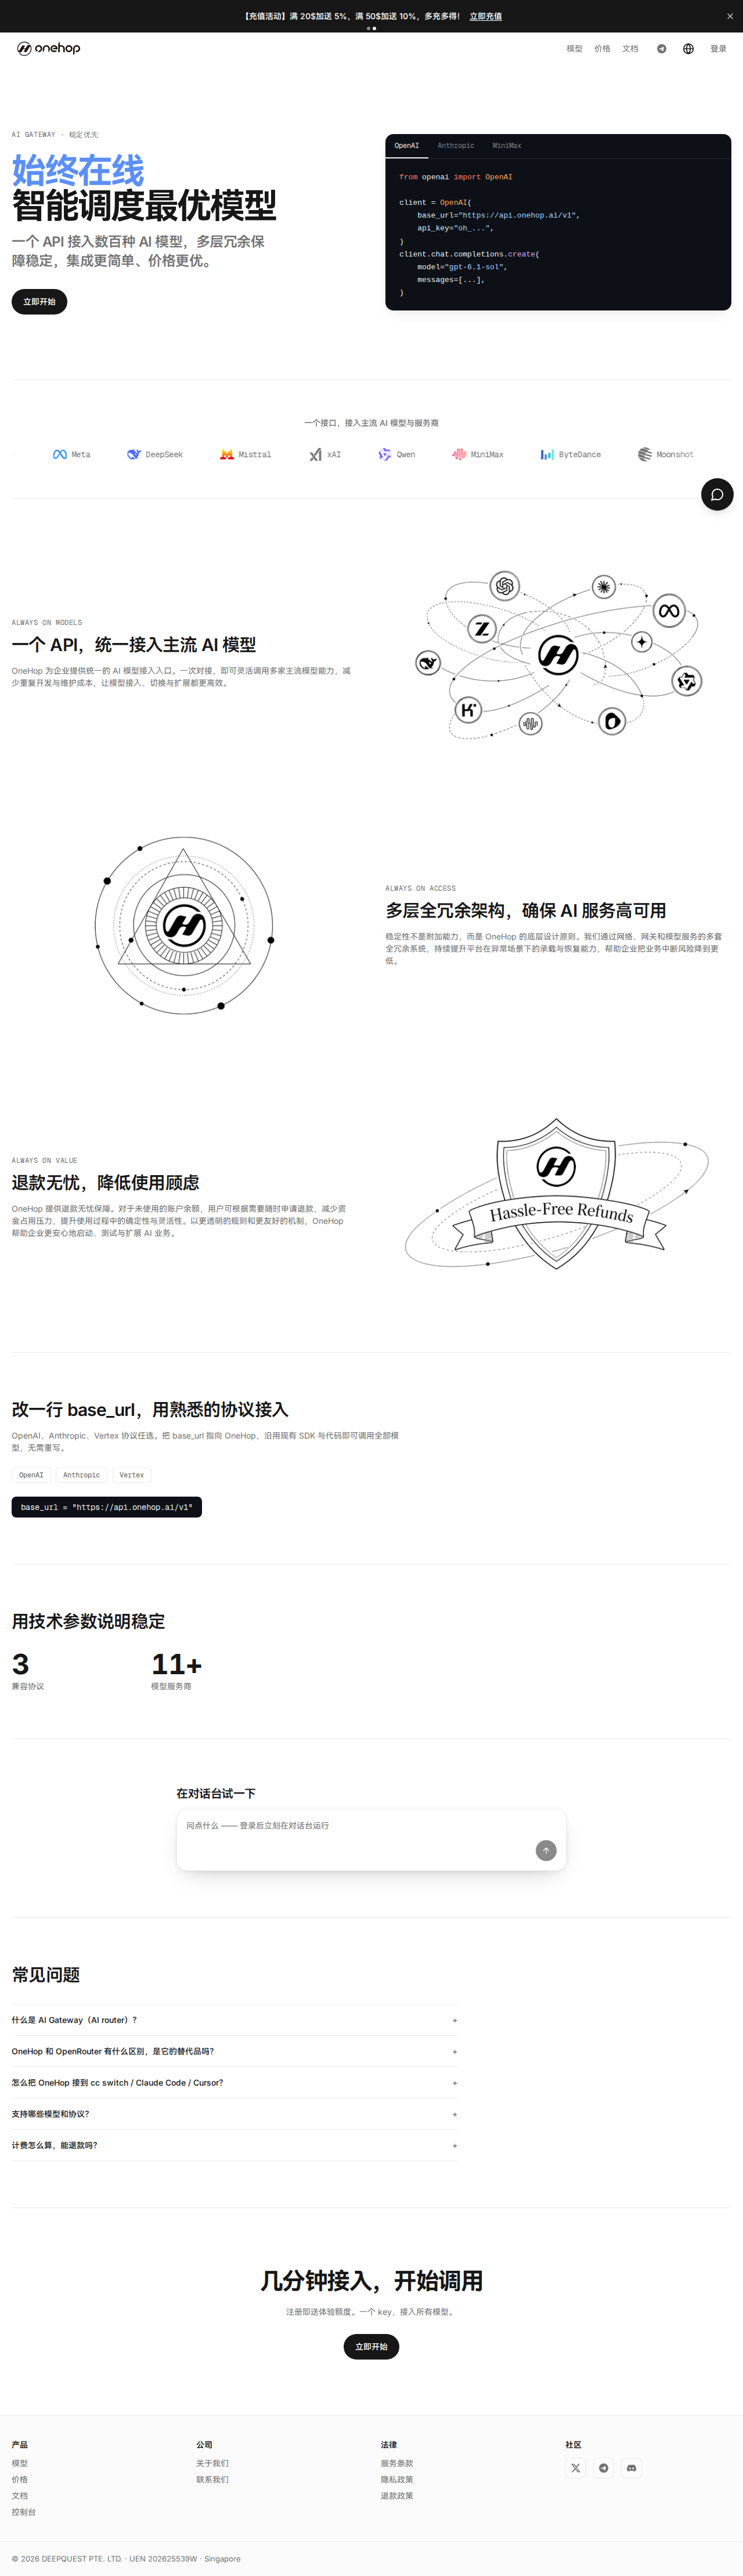 【充值活动】满 20$加送 5%，满 50$加送 10%，多充多得！ 立即充值
onehop
模型 价格 文档 登录
AI GATEWAY · 稳定优先
始终在线
智能调度最优模型
一个 API 接入数百种 AI 模型，多层冗余保
障稳定，集成更简单、价格更优。
立即开始
OpenAI Anthropic MiniMax
from openai import OpenAI
client = OpenAI(
base_url="https://api.onehop.ai/v1",
api_key="oh_...",
)
client.chat.completions.create(
model="gpt-6.1-sol",
messages=[...],
)
一个接口，接入主流 AI 模型与服务商
Meta DeepSeek Mistral xAI Qwen MiniMax ByteDance Moonshot
ALWAYS ON MODELS
一个 API，统一接入主流 AI 模型
OneHop 为企业提供统一的 AI 模型接入入口。一次对接，即可灵活调用多家主流模型能力，减
少重复开发与维护成本，让模型接入、切换与扩展都更高效。
ALWAYS ON ACCESS
多层全冗余架构，确保 AI 服务高可用
稳定性不是附加能力，而是 OneHop 的底层设计原则。我们通过网络、网关和模型服务的多套
全冗余系统，持续提升平台在异常场景下的承载与恢复能力，帮助企业把业务中断风险降到更
低。
ALWAYS ON VALUE
退款无忧，降低使用顾虑
OneHop 提供退款无忧保障。对于未使用的账户余额，用户可根据需要随时申请退款，减少资
金占用压力，提升使用过程中的确定性与灵活性。以更透明的规则和更友好的机制，OneHop
帮助企业更安心地启动、测试与扩展 AI 业务。
Hassle-Free Refunds
改一行 base_url，用熟悉的协议接入
OpenAI、Anthropic、Vertex 协议任选。把 base_url 指向 OneHop，沿用现有 SDK 与代码即可调用全部模
型，无需重写。
OpenAI Anthropic Vertex
base_url = "https://api.onehop.ai/v1"
用技术参数说明稳定
3 11+
兼容协议 模型服务商
在对话台试一下
问点什么 —— 登录后立刻在对话台运行
常见问题
什么是 AI Gateway（AI router）？ +
OneHop 和 OpenRouter 有什么区别，是它的替代品吗？ +
怎么把 OneHop 接到 cc switch / Claude Code / Cursor？ +
支持哪些模型和协议？ +
计费怎么算，能退款吗？ +
几分钟接入，开始调用
注册即送体验额度。一个 key，接入所有模型。
立即开始
产品 公司 法律 社区
模型 关于我们 服务条款
价格 联系我们 隐私政策
文档 退款政策
控制台
© 2026 DEEPQUEST PTE. LTD. · UEN 202625539W · Singapore